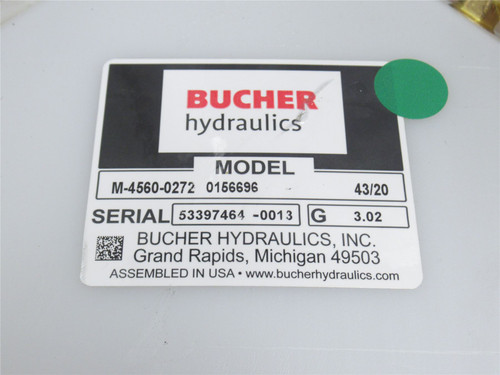 BUCHER
hydraulics
MODEL
M-4560-0272 0156696 43/20
SERIAL 53397464 -0013 G 3.02
BUCHER HYDRAULICS, INC.
Grand Rapids, Michigan 49503
ASSEMBLED IN USA • www.bucherhydraulics.com